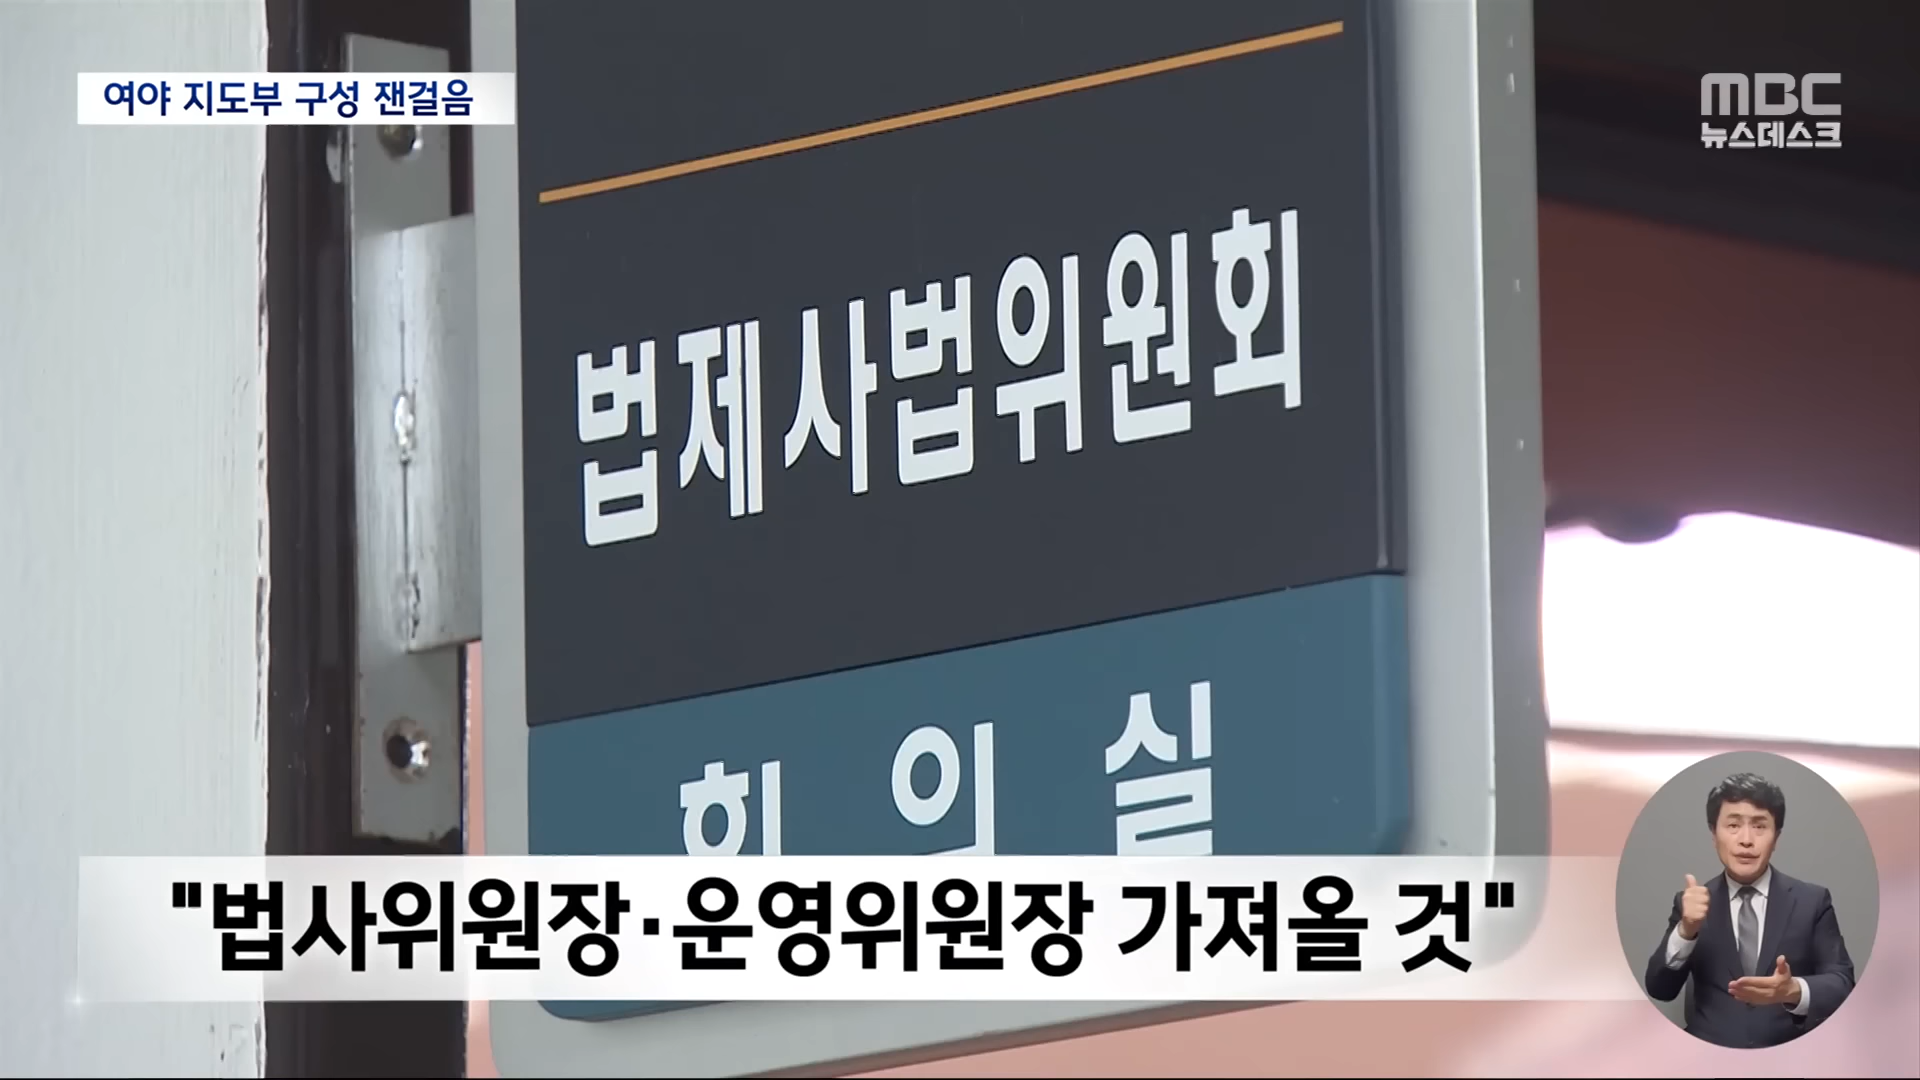 여야 지도부 구성 잰걸음
MBC
뉴스데스크
법제사법위원회
회의실
"법사위원장·운영위원장 가져올 것"